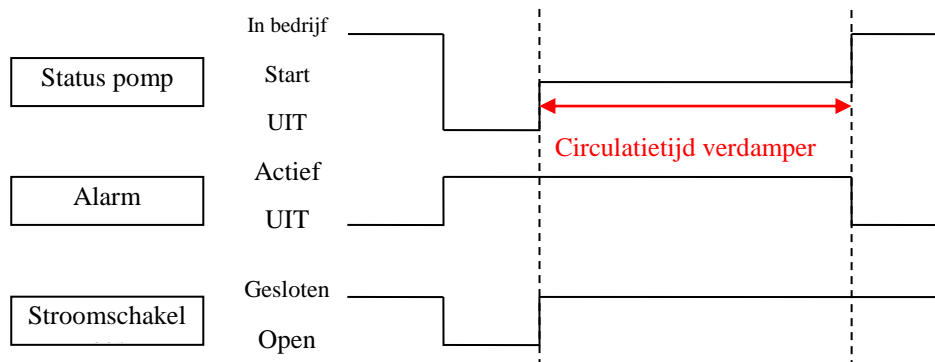 In bedrijf
Status pomp
Start
UIT
Circulatietijd verdamper
Actief
Alarm
UIT
Gesloten
Stroomschakel
Open